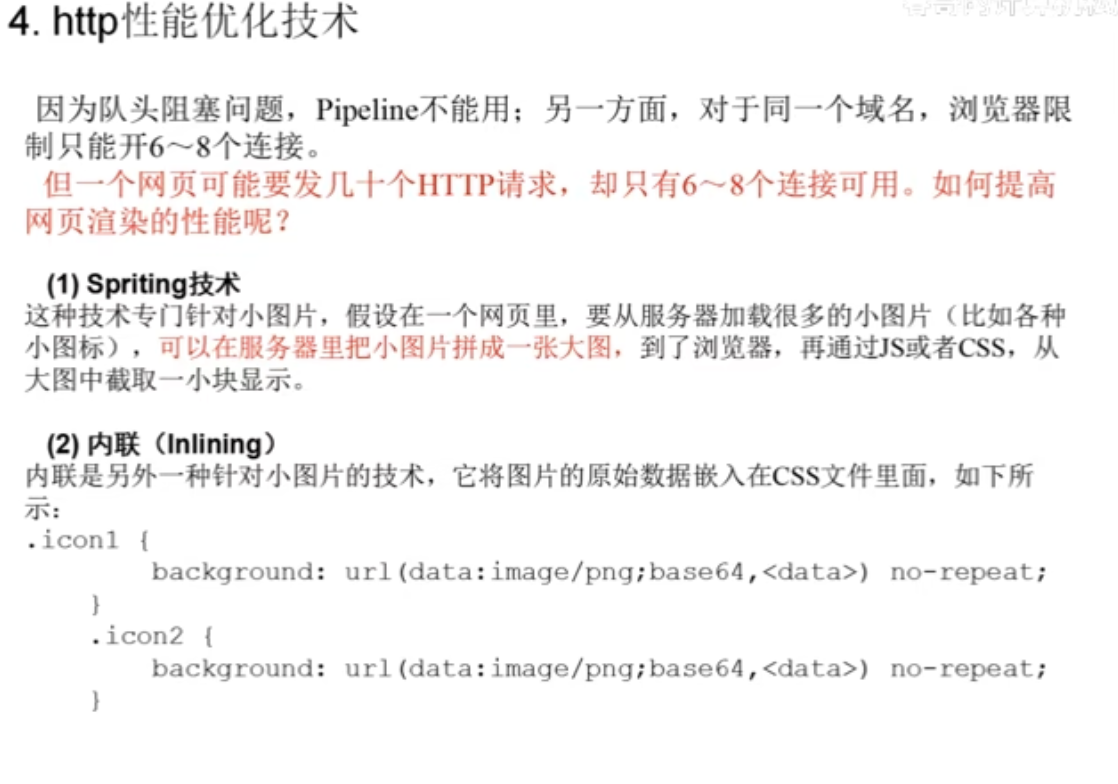 4. http性能优化技术
因为队头阻塞问题，Pipeline不能用；另一方面，对于同一个域名，浏览器限
制只能开6～8个连接。
但一个网页可能要发几十个HTTP请求，却只有6～8个连接可用。如何提高
网页渲染的性能呢？
(1) Spriting技术
这种技术专门针对小图片，假设在一个网页里，要从服务器加载很多的小图片（比如各种
小图标），可以在服务器里把小图片拼成一张大图，到了浏览器，再通过JS或者CSS，从
大图中截取一小块显示。
(2) 内联（Inlining）
内联是另外一种针对小图片的技术，它将图片的原始数据嵌入在CSS文件里面，如下所
示：
.icon1 {
background: url(data:image/png;base64,<data>) no-repeat;
}
.icon2 {
background: url(data:image/png;base64,<data>) no-repeat;
}